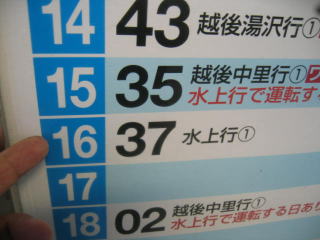 14 43 越後湯沢行①
15 35 越後中里行①ワ
水上行で運転する
16 37 水上行①
17
18 02 越後中里行①
水上行で運転する日あり